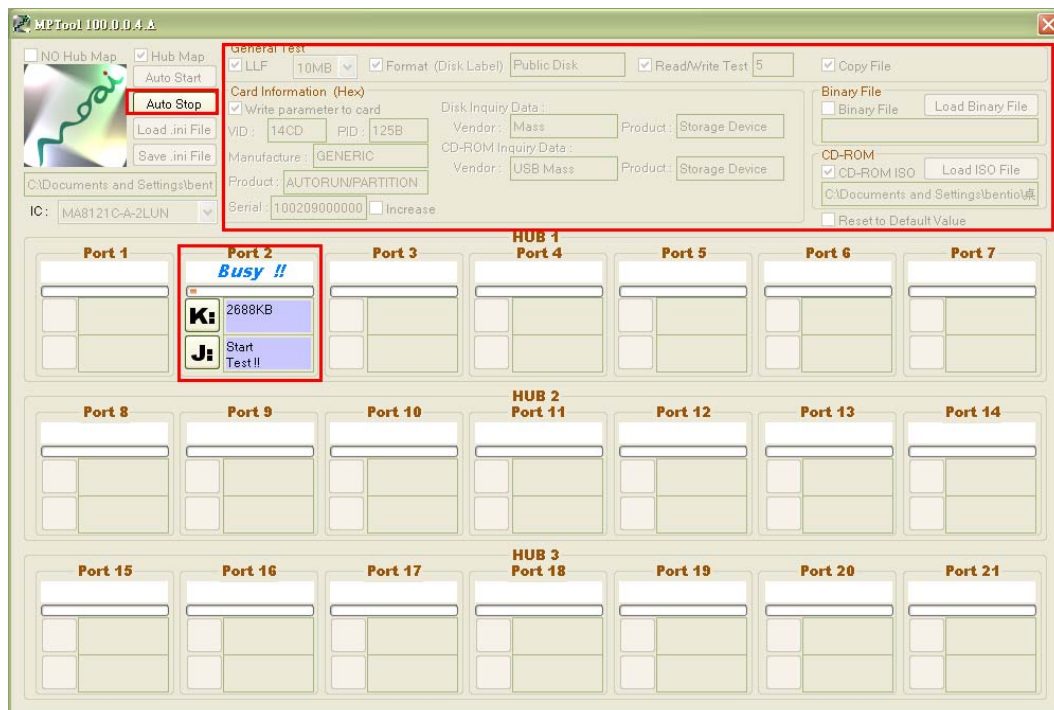 MPTool 100.0.0.4.A
NO Hub Map
Hub Map
Auto Start
Auto Stop
Load .ini File
Save .ini File
C:\Documents and Settings\bent
IC : MA8121C-A-2LUN
General Test
LLF 10MB Format (Disk Label) Public Disk Read/Write Test 5 Copy File
Card Information (Hex)
Write parameter to card
VID : 14CD PID : 125B
Manufacture : GENERIC
Product : AUTORUN/PARTITION
Serial : 100209000000 Increase
Disk Inquiry Data :
Vendor : Mass Product : Storage Device
CD-ROM Inquiry Data :
Vendor : USB Mass Product : Storage Device
Binary File
Binary File Load Binary File
CD-ROM
CD-ROM ISO Load ISO File
C:\Documents and Settings\bentio\桌
Reset to Default Value
HUB 1
Port 1 Port 2 Port 3 Port 4 Port 5 Port 6 Port 7
Busy !!
K: 2688KB
J: Start
Test !!
HUB 2
Port 8 Port 9 Port 10 Port 11 Port 12 Port 13 Port 14
HUB 3
Port 15 Port 16 Port 17 Port 18 Port 19 Port 20 Port 21